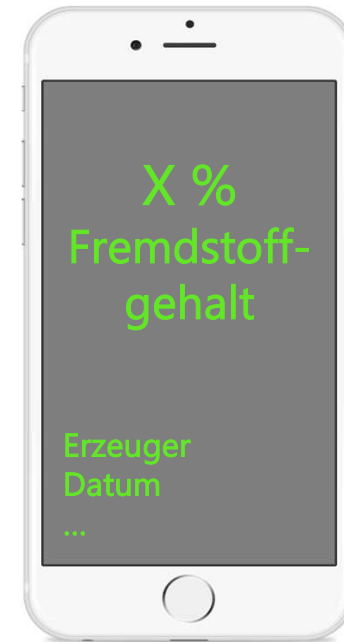 X %
Fremdstoff-
gehalt
Erzeuger
Datum
...